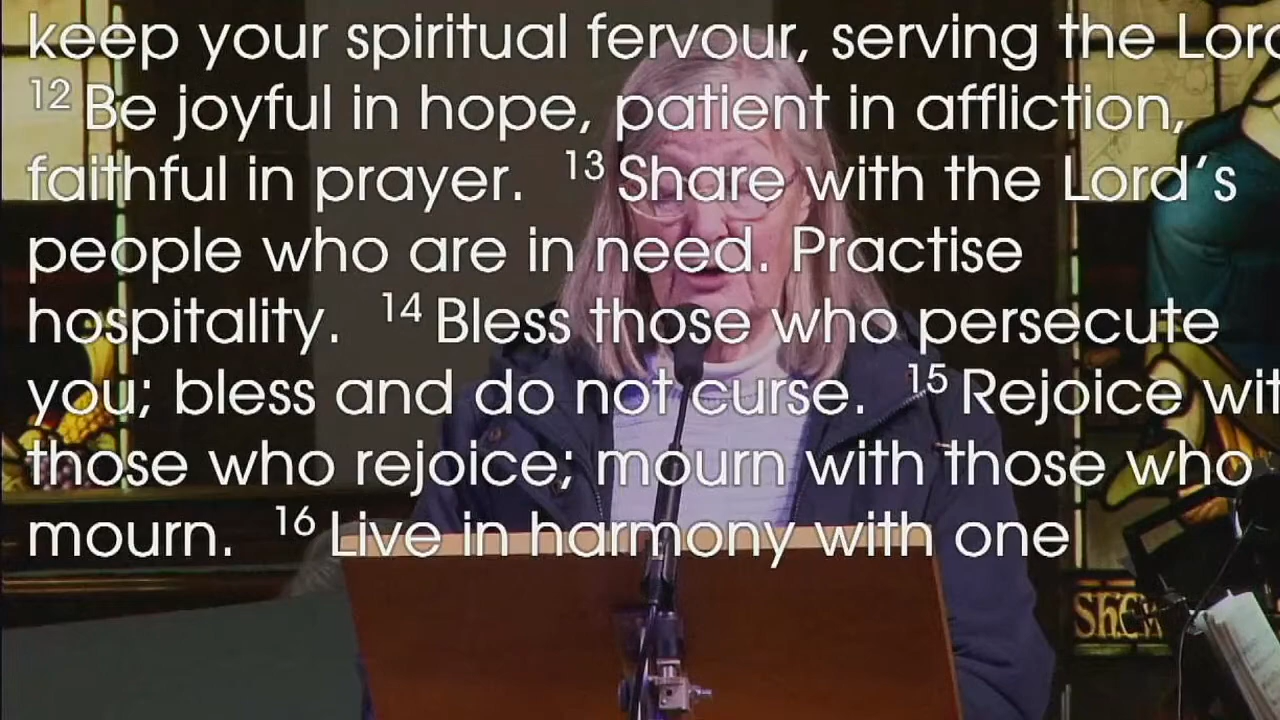 keep your spiritual fervour, serving the Lord
12 Be joyful in hope, patient in affliction,
faithful in prayer. 13 Share with the Lord's
people who are in need. Practise
hospitality. 14 Bless those who persecute
you; bless and do not curse. 15 Rejoice wit
those who rejoice; mourn with those who
mourn. 16 Live in harmony with one